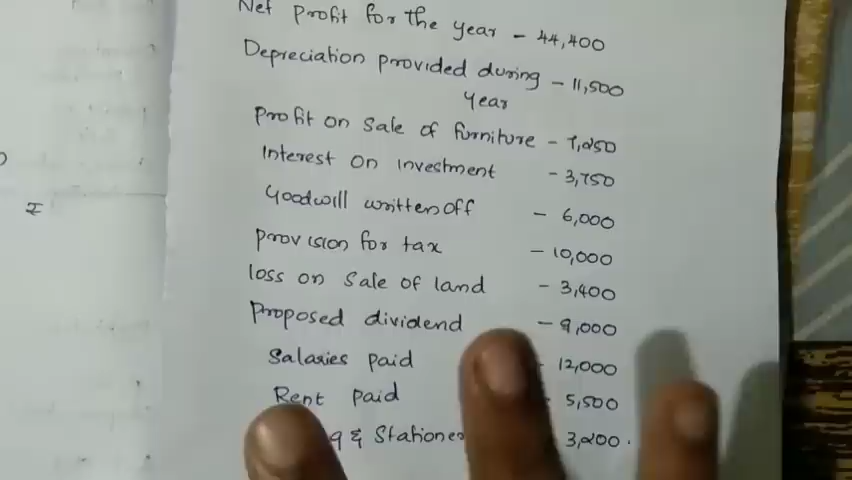 Net profit for the year - 44,400
Depreciation provided during - 11,500
year
Profit on Sale of furniture - 7,250
Interest on investment - 3,750
Goodwill written off - 6,000
Provision for tax - 10,000
loss on Sale of land - 3,400
Proposed dividend - 9,000
Salaries paid - 12,000
Rent paid - 5,500
& 3,200.